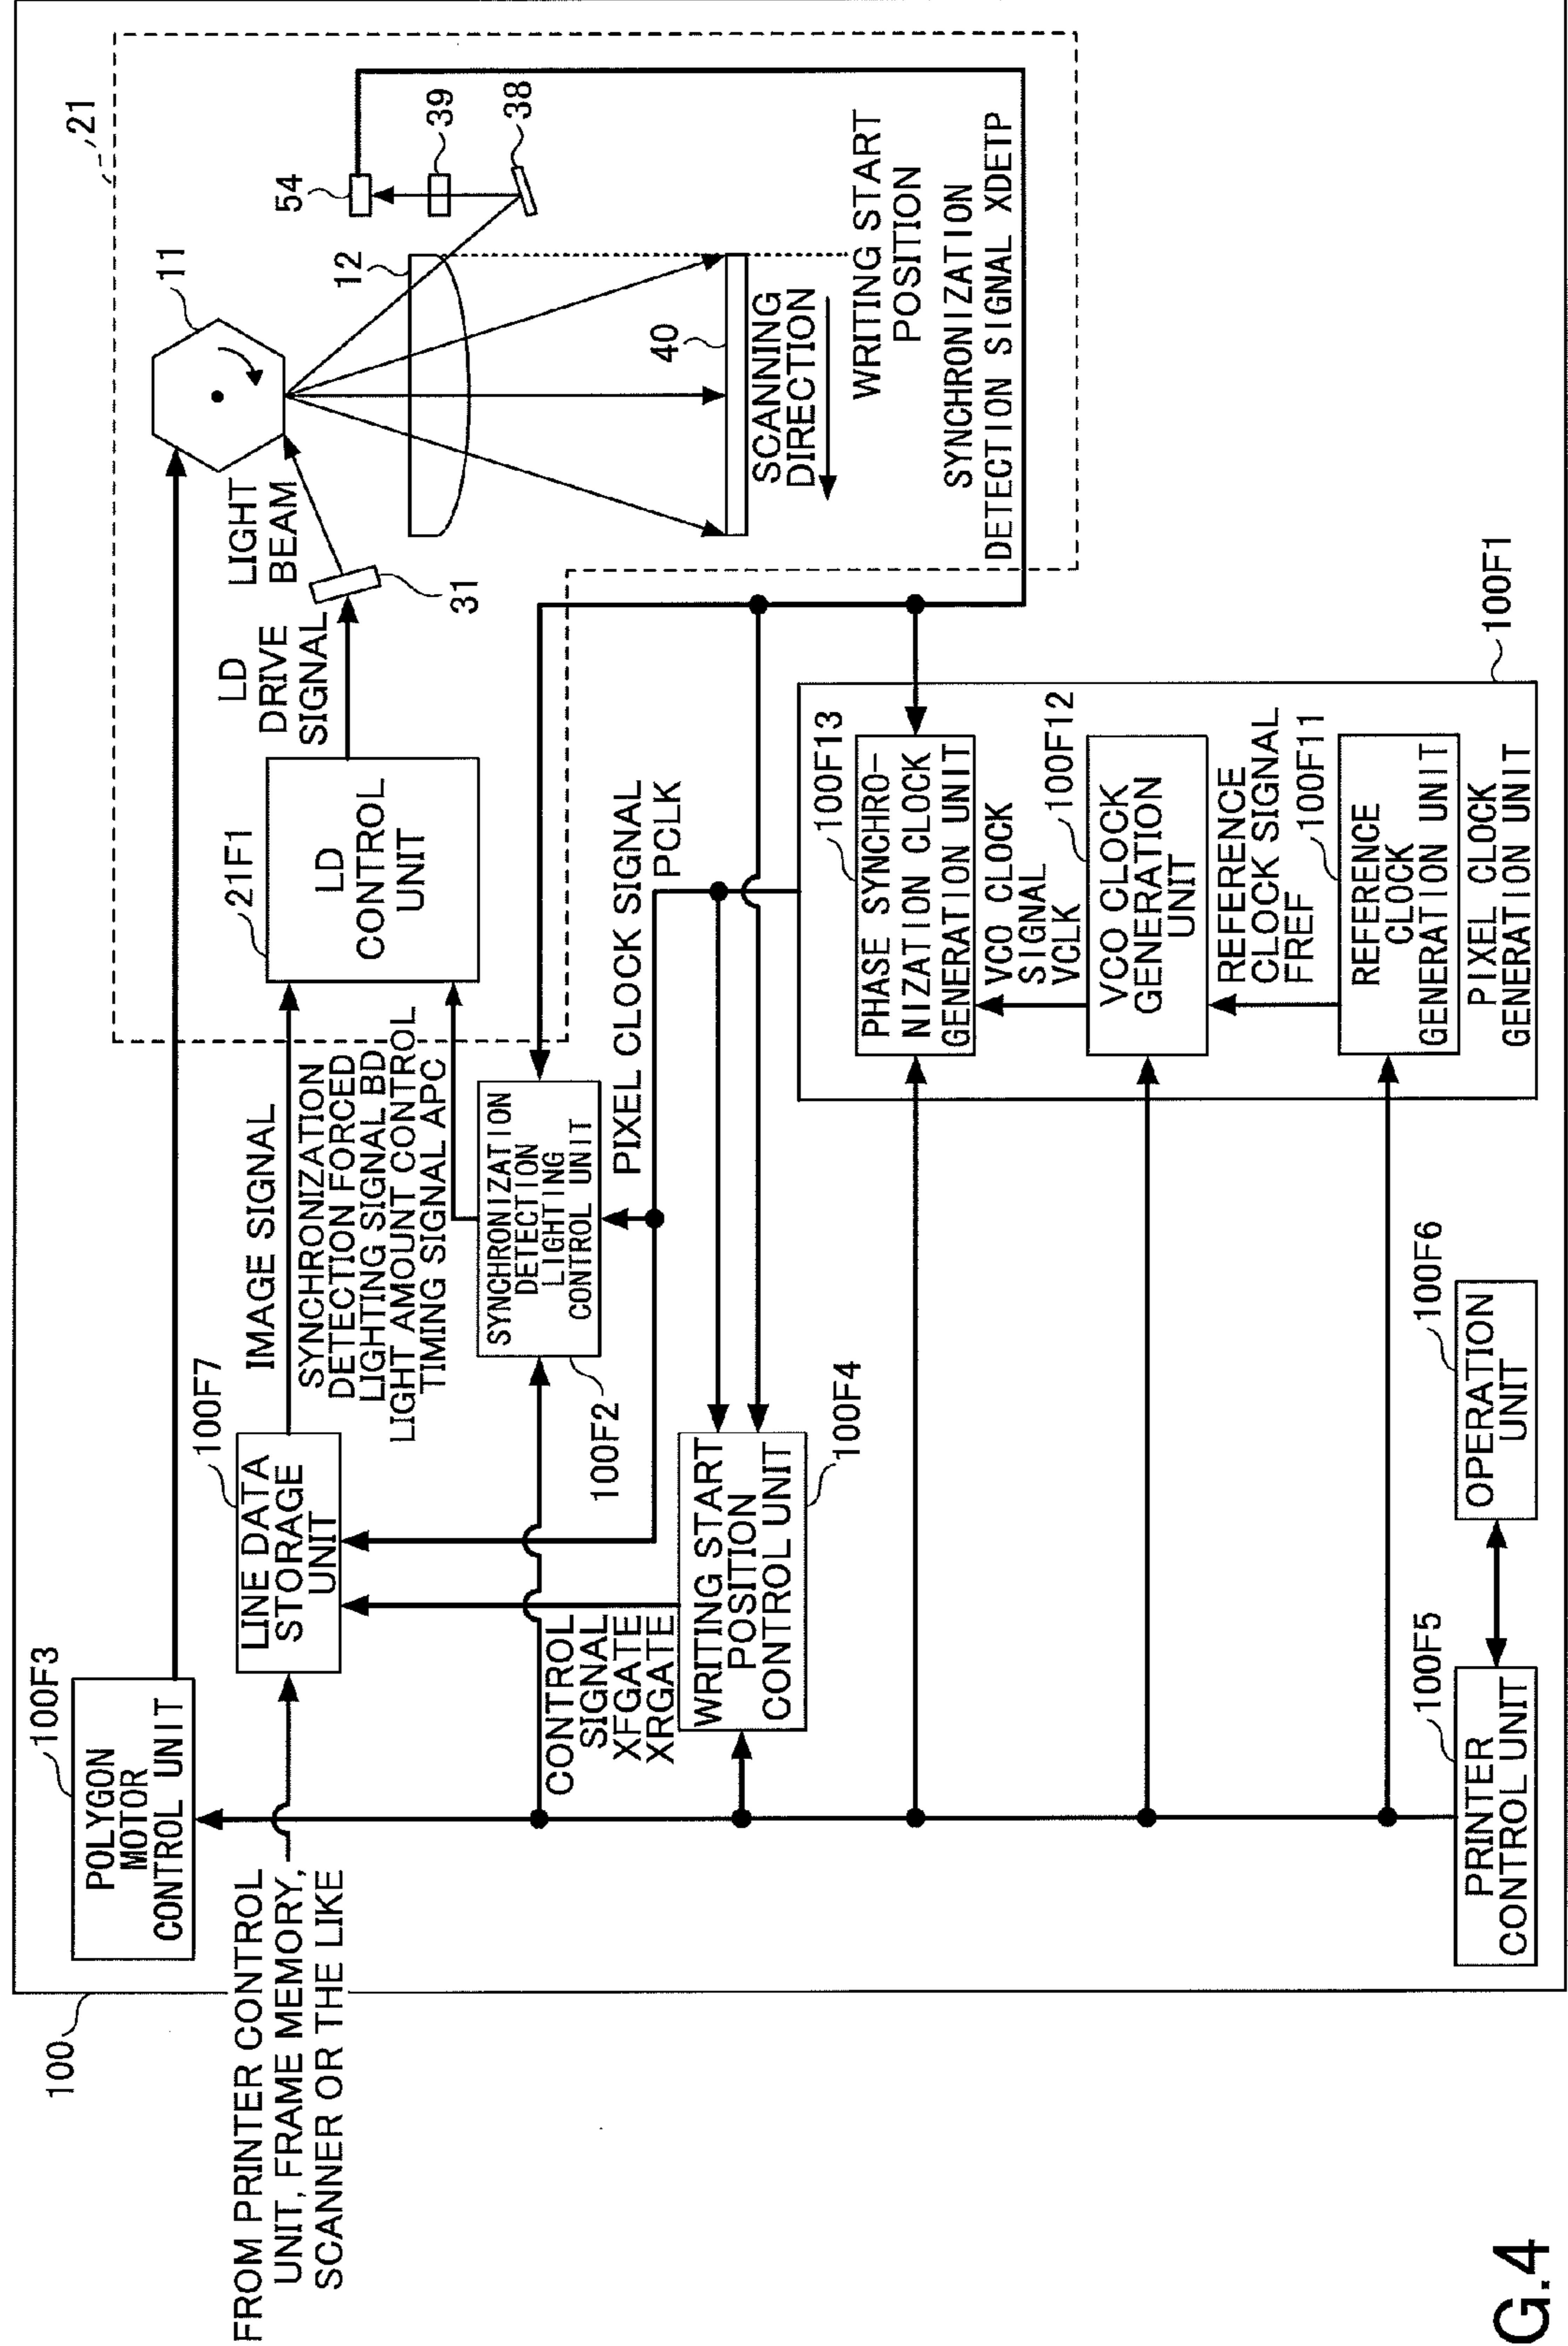 100
FROM PRINTER CONTROL
UNIT, FRAME MEMORY,
SCANNER OR THE LIKE
100F3
POLYGON
MOTOR
CONTROL UNIT
100F7
LINE DATA
STORAGE
UNIT
IMAGE SIGNAL
SYNCHRONIZATION
DETECTION FORCED
LIGHTING SIGNAL BD
LIGHT AMOUNT CONTROL
TIMING SIGNAL APC
21F1
LD
CONTROL
UNIT
LD
DRIVE
SIGNAL
LIGHT
BEAM
31
11
21
12
54
39
38
40
SCANNING
DIRECTION
WRITING START
POSITION
SYNCHRONIZATION
DETECTION SIGNAL XDETP
SYNCHRONIZATION
DETECTION
LIGHTING
CONTROL UNIT
100F2
PIXEL CLOCK SIGNAL
PCLK
CONTROL
SIGNAL
XFGATE
XRGATE
WRITING START
POSITION
CONTROL UNIT
100F4
100F13
PHASE SYNCHRO-
NIZATION CLOCK
GENERATION UNIT
VCO CLOCK
SIGNAL
VCLK
100F12
VCO CLOCK
GENERATION
UNIT
REFERENCE
CLOCK SIGNAL
FREF
100F11
REFERENCE
CLOCK
GENERATION UNIT
PIXEL CLOCK
GENERATION UNIT
100F1
100F5
PRINTER
CONTROL UNIT
100F6
OPERATION
UNIT
G.4